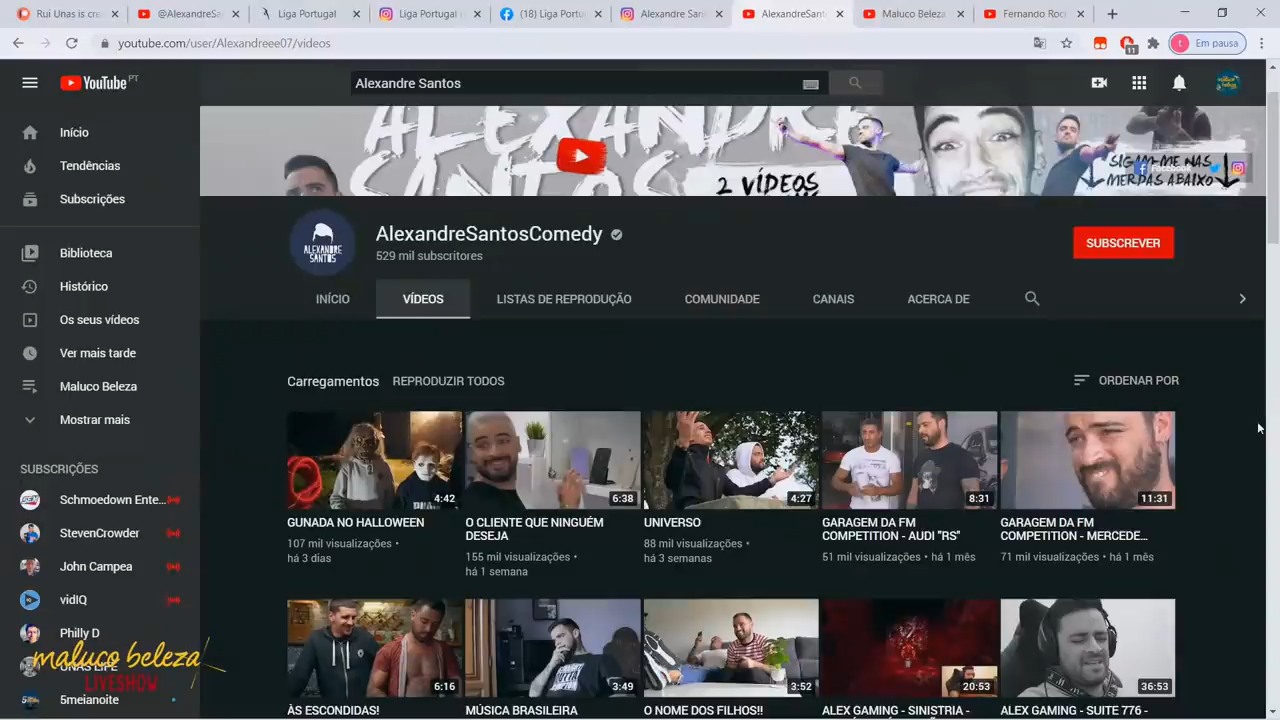 Rui Unas is crea
@AlexandreSa
Liga Portugal
Liga Portugal (
(18) Liga Portu
Alexandre San
AlexandreSant
Maluco Beleza
Fernando Roc
youtube.com/user/Alexandreee07/videos
11
t
Em pausa
YouTube PT
Alexandre Santos
ALEXANDRE
SANTOS
2 VÍDEOS
SIGAM-ME NAS
MERDAS ABAIXO
Facebook
Início
Tendências
Subscrições
Biblioteca
Histórico
Os seus vídeos
Ver mais tarde
Maluco Beleza
Mostrar mais
SUBSCRIÇÕES
Schmoedown Ente...
StevenCrowder
John Campea
vidIQ
Philly D
UNAS LIFE
5meianoite
maluco beleza
LIVESHOW
ALEXANDRE
SANTOS
AlexandreSantosComedy
529 mil subscritores
SUBSCREVER
INÍCIO
VÍDEOS
LISTAS DE REPRODUÇÃO
COMUNIDADE
CANAIS
ACERCA DE
Carregamentos
REPRODUZIR TODOS
ORDENAR POR
4:42
GUNADA NO HALLOWEEN
107 mil visualizações •
há 3 dias
6:38
O CLIENTE QUE NINGUÉM
DESEJA
155 mil visualizações •
há 1 semana
4:27
UNIVERSO
88 mil visualizações •
há 3 semanas
8:31
GARAGEM DA FM
COMPETITION - AUDI "RS"
51 mil visualizações • há 1 mês
11:31
GARAGEM DA FM
COMPETITION - MERCEDE...
71 mil visualizações • há 1 mês
6:16
ÀS ESCONDIDAS!
3:49
MÚSICA BRASILEIRA
3:52
O NOME DOS FILHOS!!
20:53
ALEX GAMING - SINISTRIA -
36:53
ALEX GAMING - SUITE 776 -